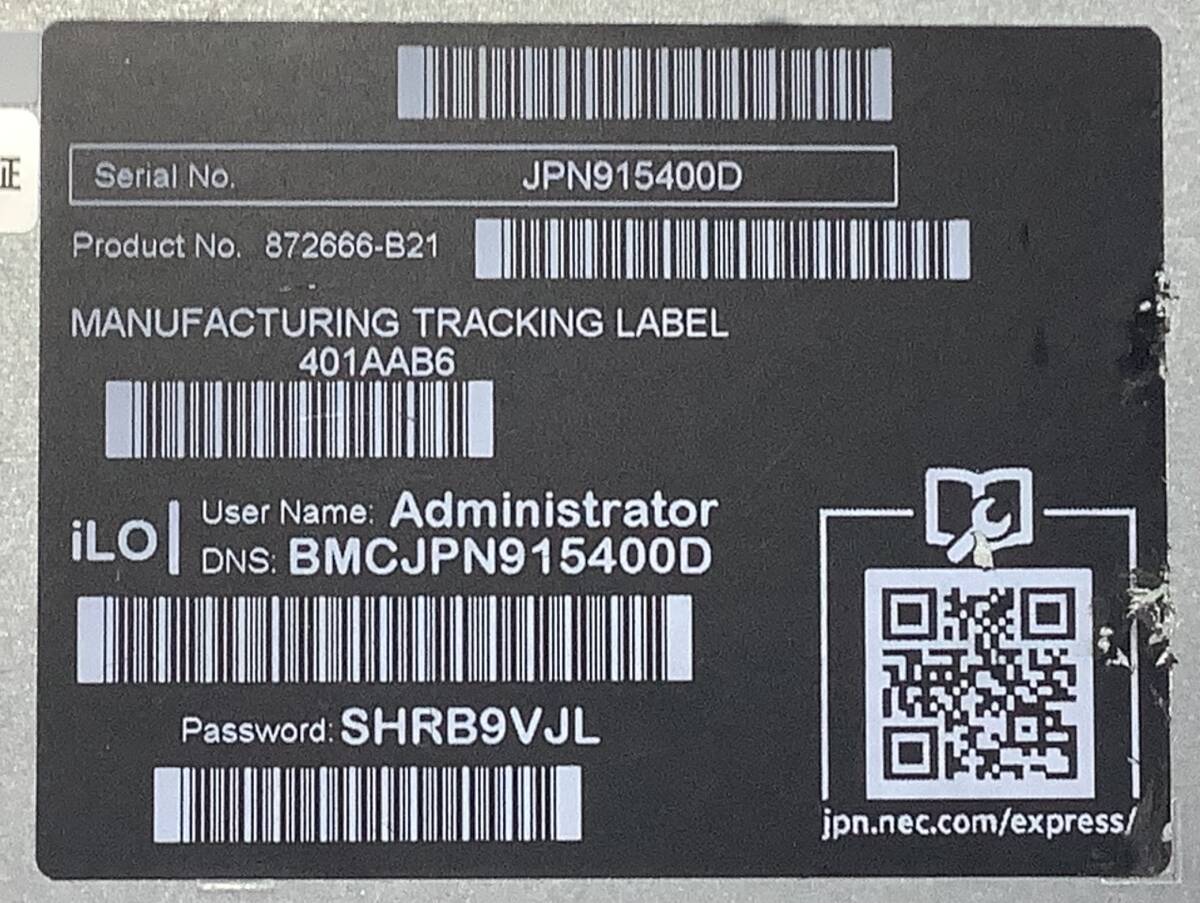 正
Serial No. JPN915400D
Product No. 872666-B21
MANUFACTURING TRACKING LABEL
401AAB6
iLO
User Name: Administrator
DNS: BMCJPN915400D
Password: SHRB9VJL
jpn.nec.com/express/